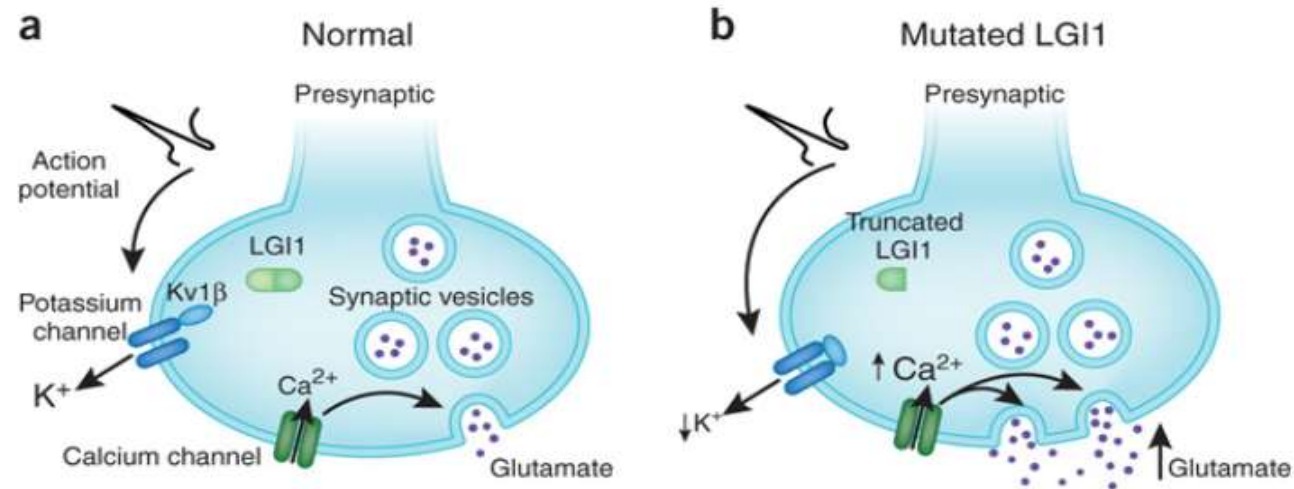 a
Normal
Presynaptic
Action
potential
LGI1
Kv1β
Potassium
channel
Synaptic vesicles
K⁺
Ca²⁺
Calcium channel
Glutamate
b
Mutated LGI1
Presynaptic
Truncated
LGI1
↑ Ca²⁺
↓K⁺
↑ Glutamate